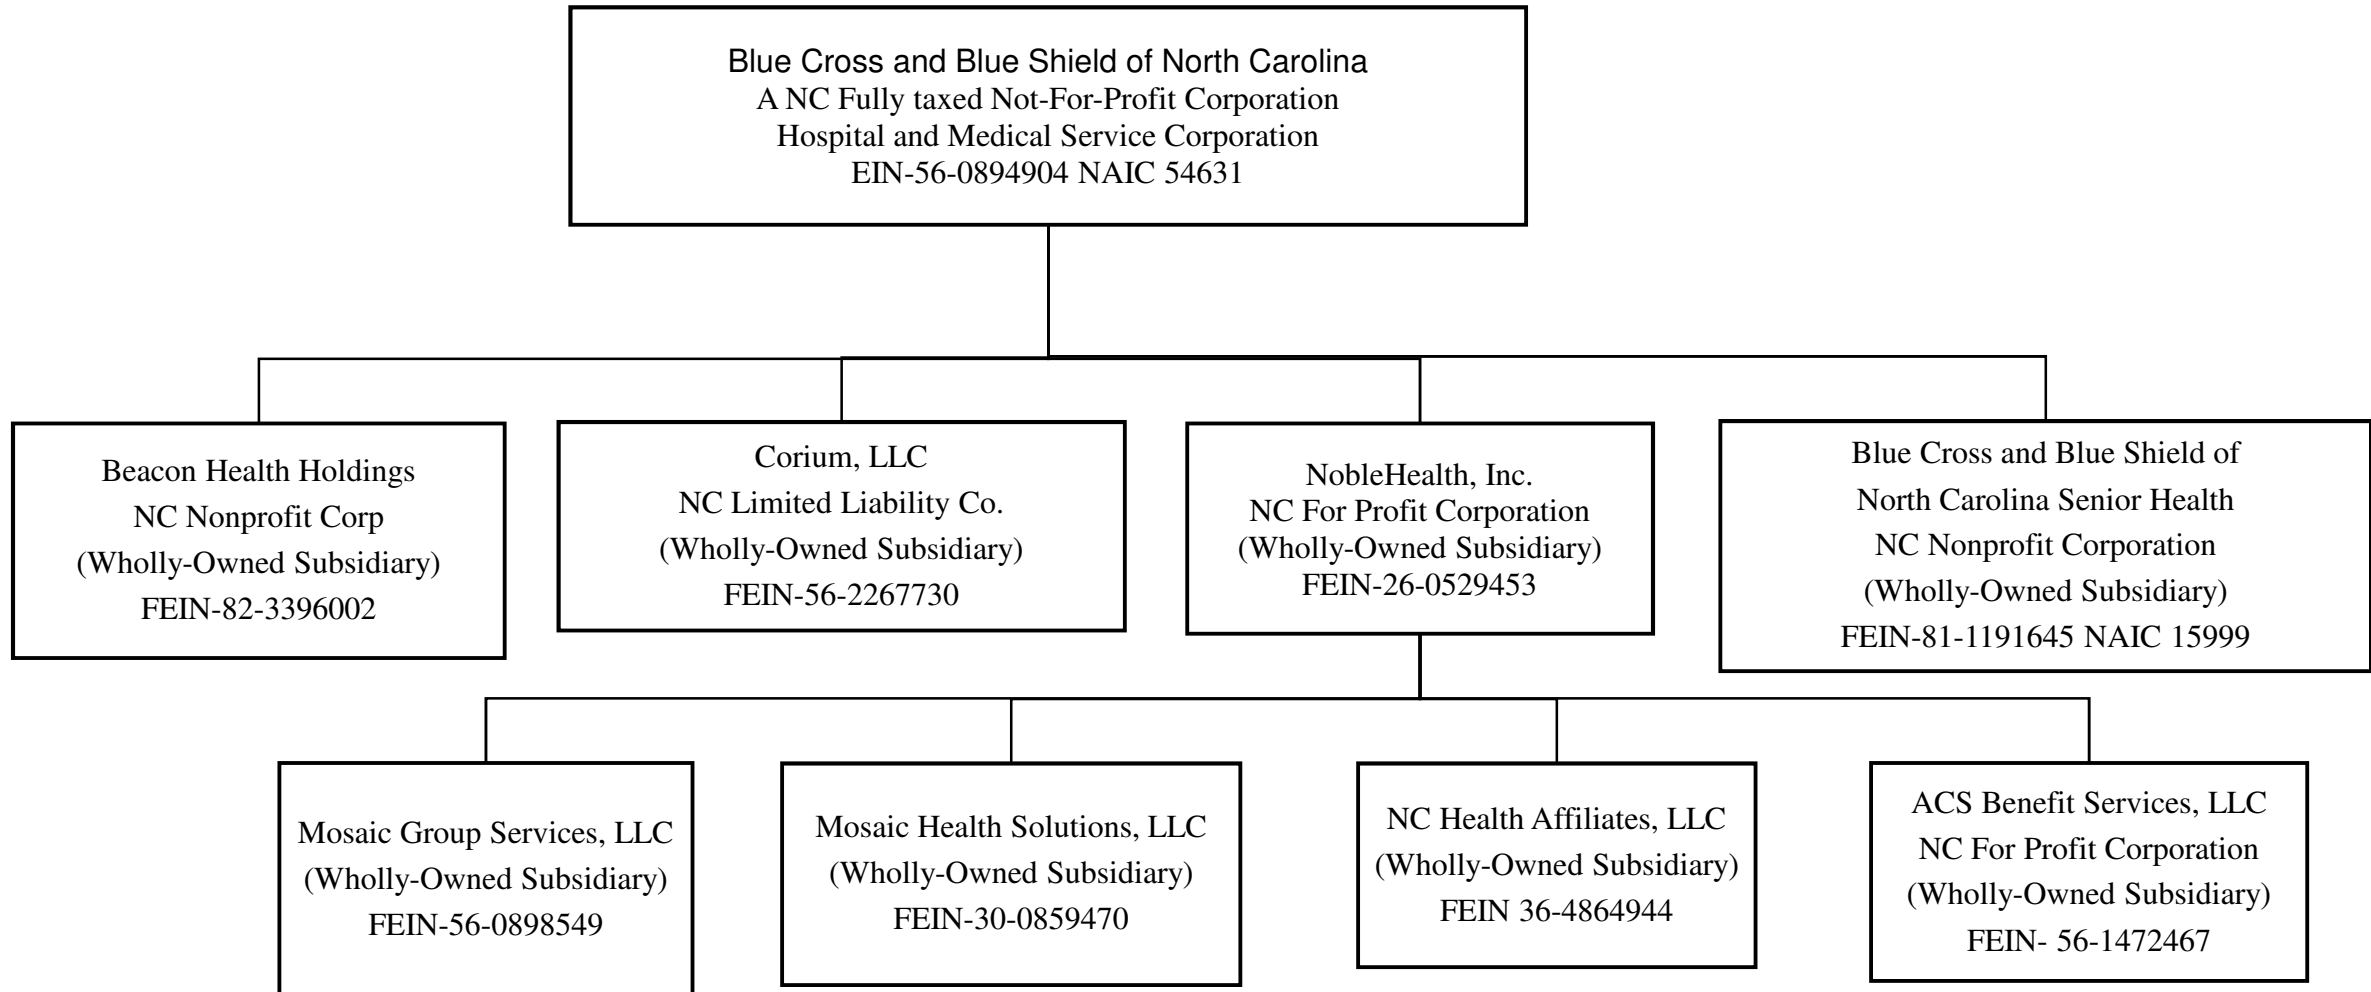 Blue Cross and Blue Shield of North Carolina
A NC Fully taxed Not-For-Profit Corporation
Hospital and Medical Service Corporation
EIN-56-0894904 NAIC 54631
Beacon Health Holdings
NC Nonprofit Corp
(Wholly-Owned Subsidiary)
FEIN-82-3396002
Corium, LLC
NC Limited Liability Co.
(Wholly-Owned Subsidiary)
FEIN-56-2267730
NobleHealth, Inc.
NC For Profit Corporation
(Wholly-Owned Subsidiary)
FEIN-26-0529453
Blue Cross and Blue Shield of
North Carolina Senior Health
NC Nonprofit Corporation
(Wholly-Owned Subsidiary)
FEIN-81-1191645 NAIC 15999
Mosaic Group Services, LLC
(Wholly-Owned Subsidiary)
FEIN-56-0898549
Mosaic Health Solutions, LLC
(Wholly-Owned Subsidiary)
FEIN-30-0859470
NC Health Affiliates, LLC
(Wholly-Owned Subsidiary)
FEIN 36-4864944
ACS Benefit Services, LLC
NC For Profit Corporation
(Wholly-Owned Subsidiary)
FEIN- 56-1472467